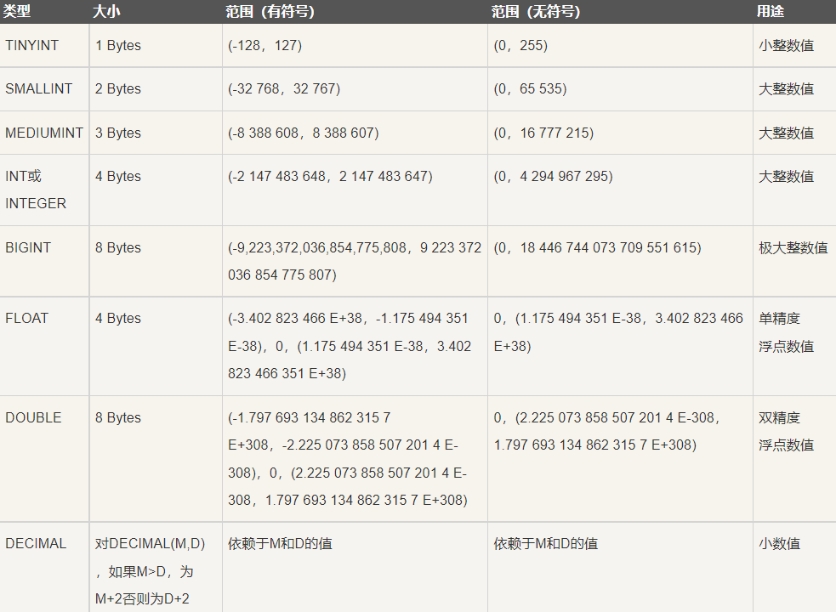 类型 大小 范围（有符号） 范围（无符号） 用途
TINYINT 1 Bytes (-128，127) (0，255) 小整数值
SMALLINT 2 Bytes (-32 768，32 767) (0，65 535) 大整数值
MEDIUMINT 3 Bytes (-8 388 608，8 388 607) (0，16 777 215) 大整数值
INT或 4 Bytes (-2 147 483 648，2 147 483 647) (0，4 294 967 295) 大整数值
INTEGER
BIGINT 8 Bytes (-9,223,372,036,854,775,808，9 223 372 (0，18 446 744 073 709 551 615) 极大整数值
036 854 775 807)
FLOAT 4 Bytes (-3.402 823 466 E+38，-1.175 494 351 0，(1.175 494 351 E-38，3.402 823 466 单精度
E-38)，0，(1.175 494 351 E-38，3.402 E+38) 浮点数值
823 466 351 E+38)
DOUBLE 8 Bytes (-1.797 693 134 862 315 7 0，(2.225 073 858 507 201 4 E-308， 双精度
E+308，-2.225 073 858 507 201 4 E- 1.797 693 134 862 315 7 E+308) 浮点数值
308)，0，(2.225 073 858 507 201 4 E-
308，1.797 693 134 862 315 7 E+308)
DECIMAL 对DECIMAL(M,D) 依赖于M和D的值 依赖于M和D的值 小数值
，如果M>D，为
M+2否则为D+2